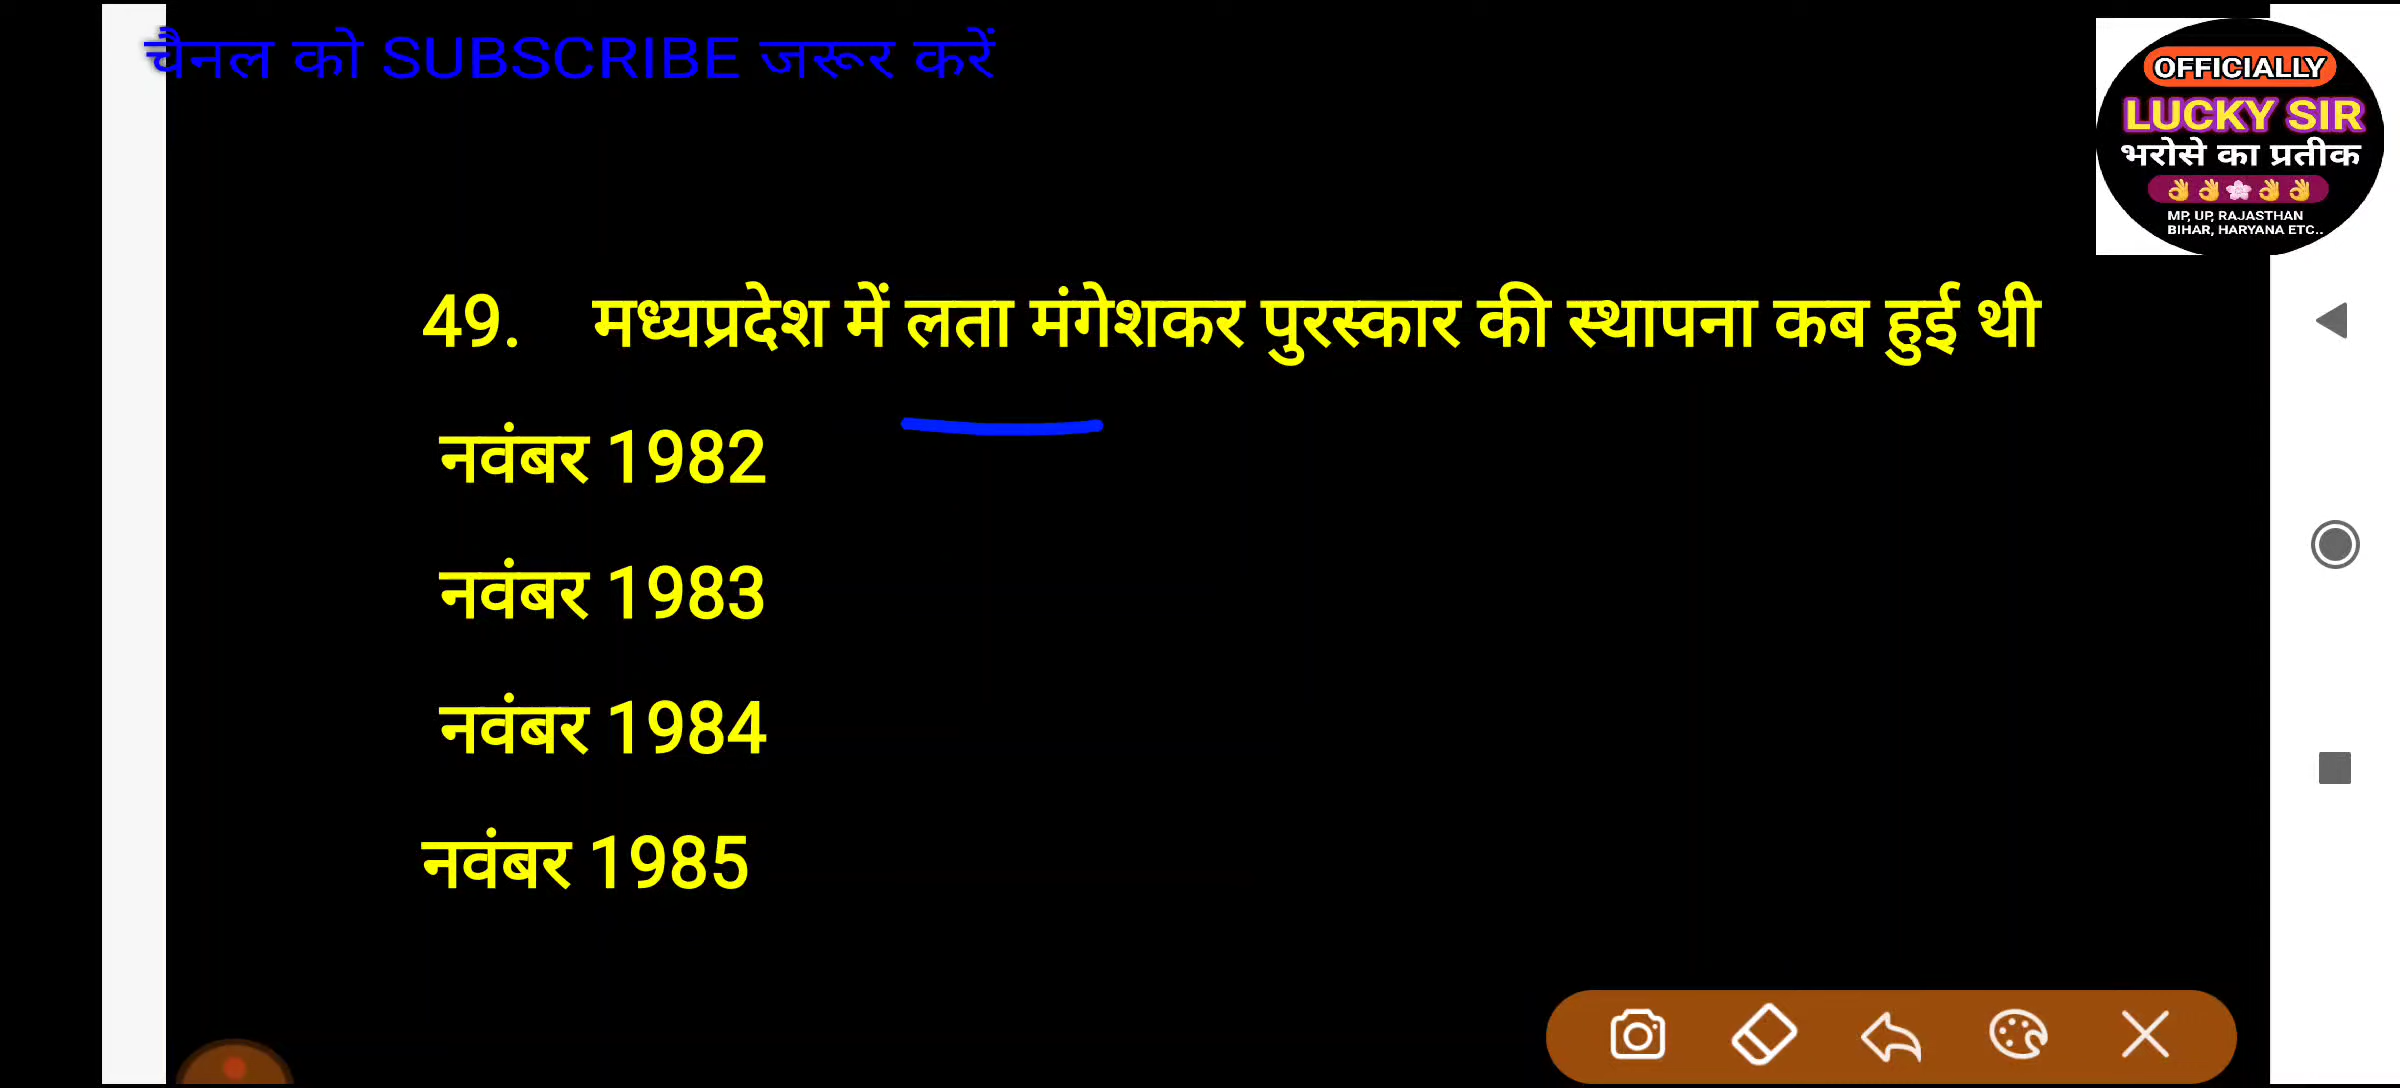 चैनल को SUBSCRIBE जरूर करें
OFFICIALLY
LUCKY SIR
भरोसे का प्रतीक
MP, UP, RAJASTHAN
BIHAR, HARYANA ETC..
49. मध्यप्रदेश में लता मंगेशकर पुरस्कार की स्थापना कब हुई थी
नवंबर 1982
नवंबर 1983
नवंबर 1984
नवंबर 1985